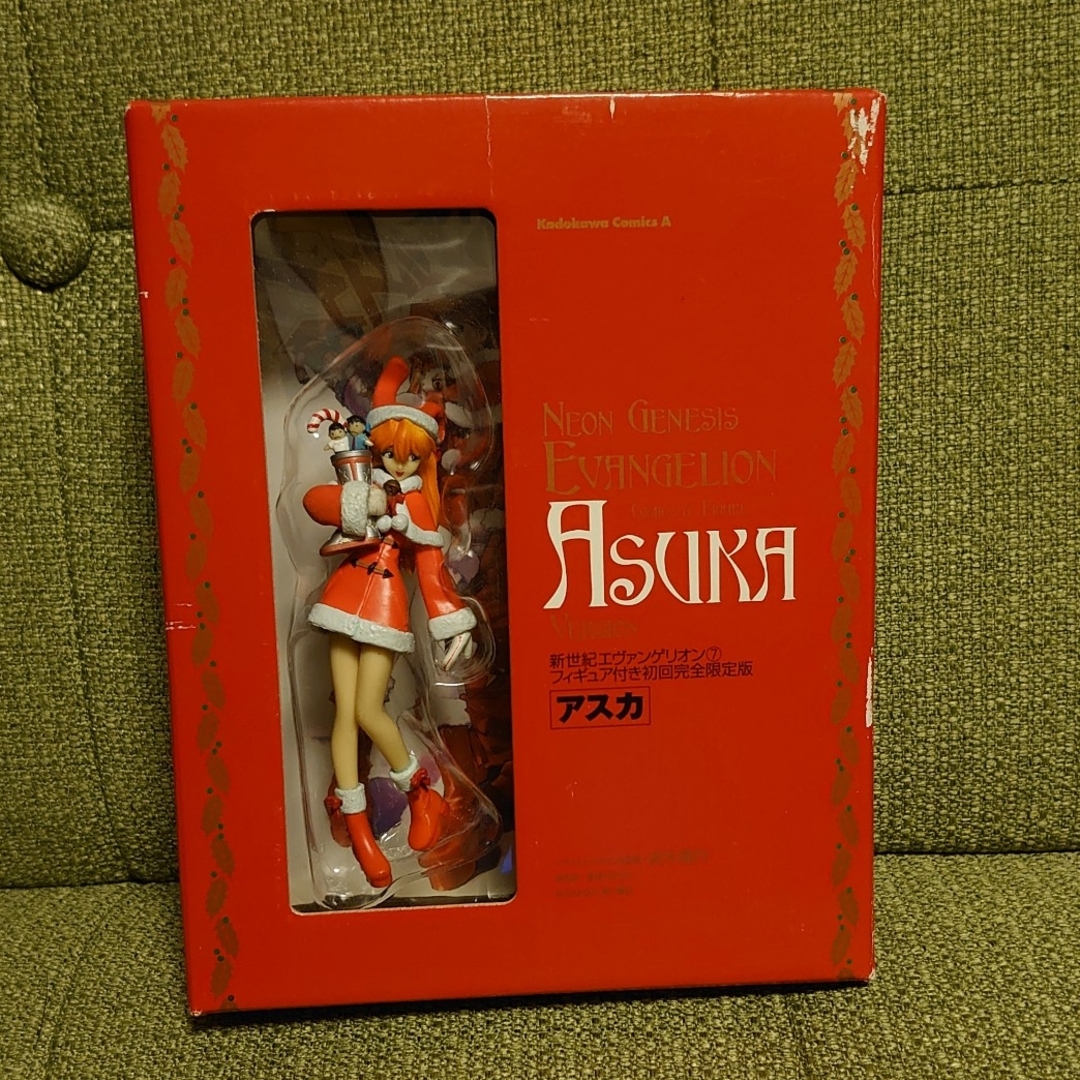 Kadokawa Comics A
NEON GENESIS
EVANGELION
ASUKA
VERSION
新世紀エヴァンゲリオン⑦
フィギュア付き初回完全限定版
アスカ